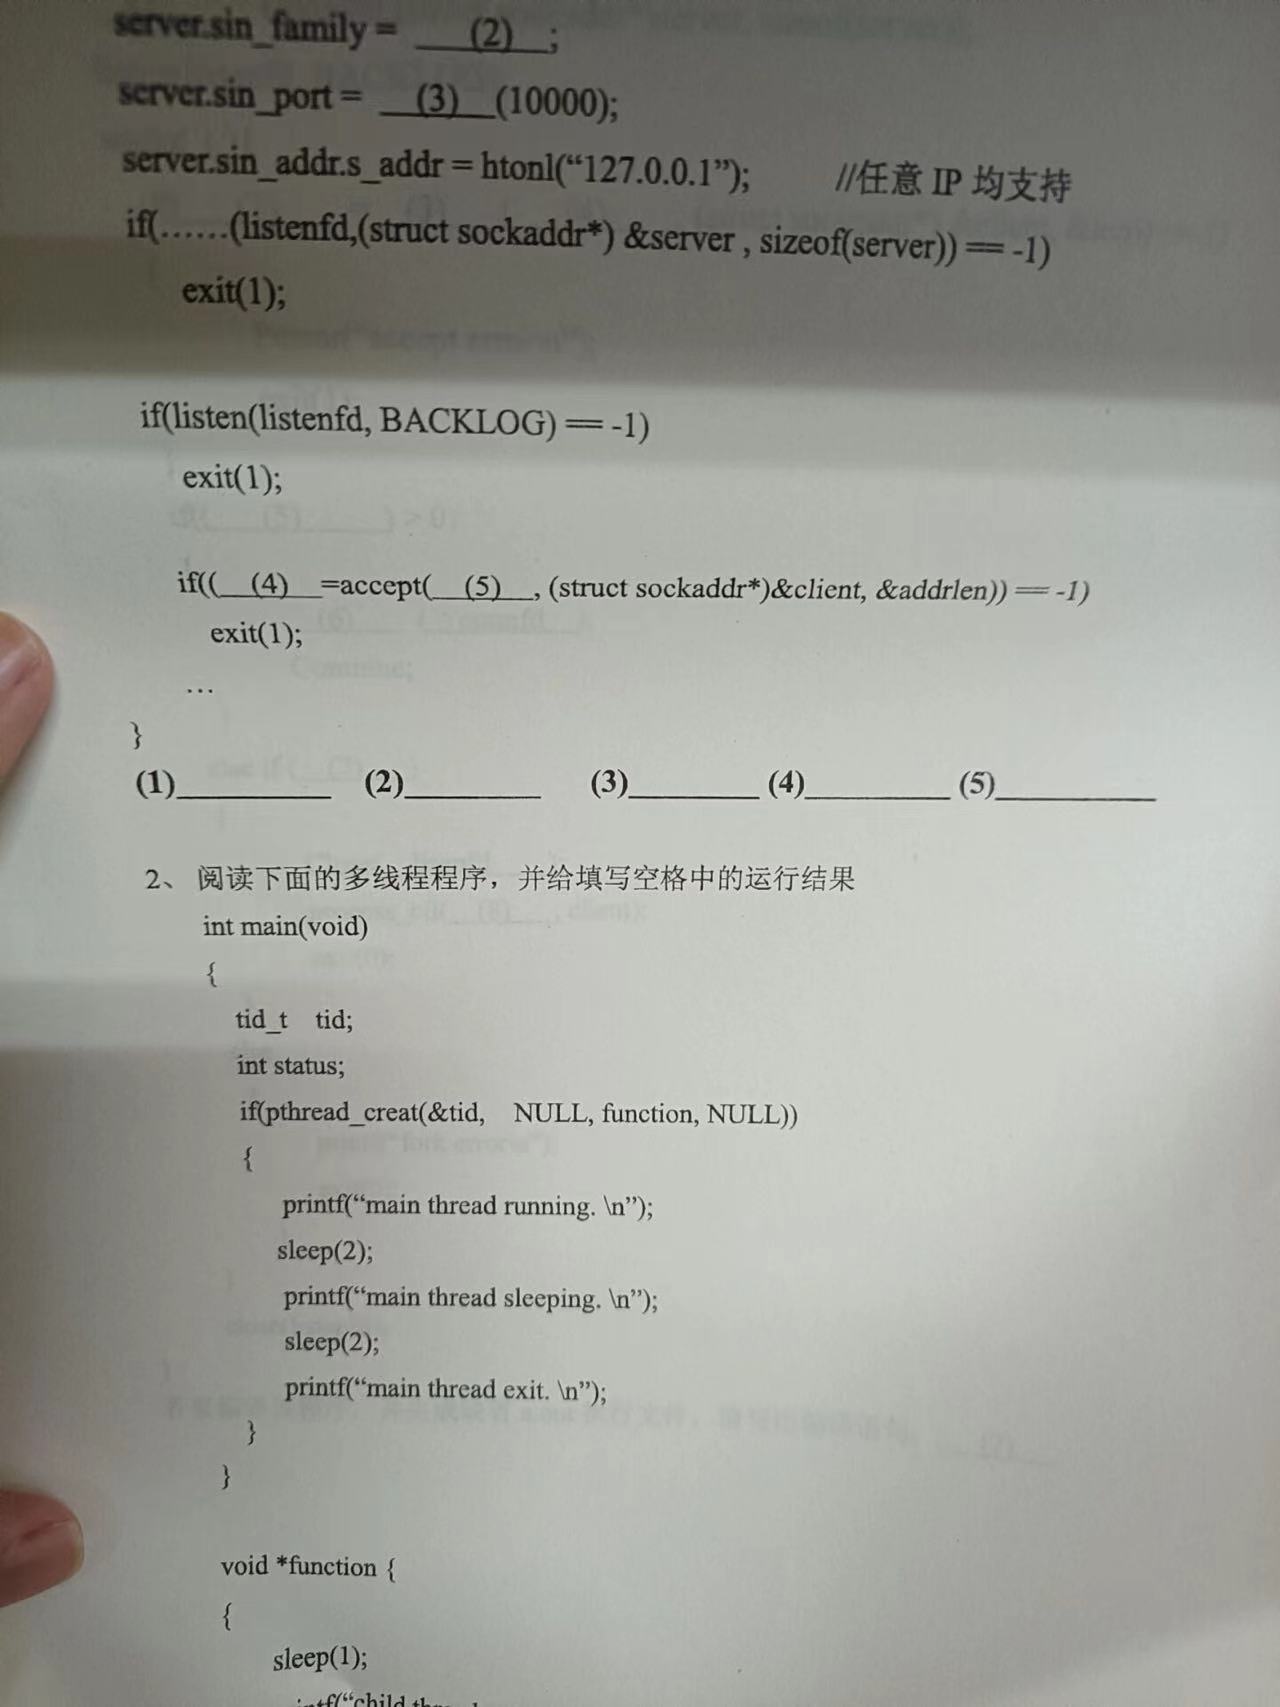 server.sin_family = __(2)__;
server.sin_port = __(3)__(10000);
server.sin_addr.s_addr = htonl(“127.0.0.1”); //任意 IP 均支持
if(……(listenfd,(struct sockaddr*) &server , sizeof(server)) == -1)
exit(1);
if(listen(listenfd, BACKLOG) == -1)
exit(1);
if((__(4)__=accept(__(5)__, (struct sockaddr*)&client, &addrlen)) == -1)
exit(1);
…
}
(1)__________ (2)__________ (3)__________ (4)__________ (5)__________
2、 阅读下面的多线程程序，并给填写空格中的运行结果
int main(void)
{
tid_t tid;
int status;
if(pthread_creat(&tid, NULL, function, NULL))
{
printf(“main thread running. \n”);
sleep(2);
printf(“main thread sleeping. \n”);
sleep(2);
printf(“main thread exit. \n”);
}
}
void *function {
{
sleep(1);